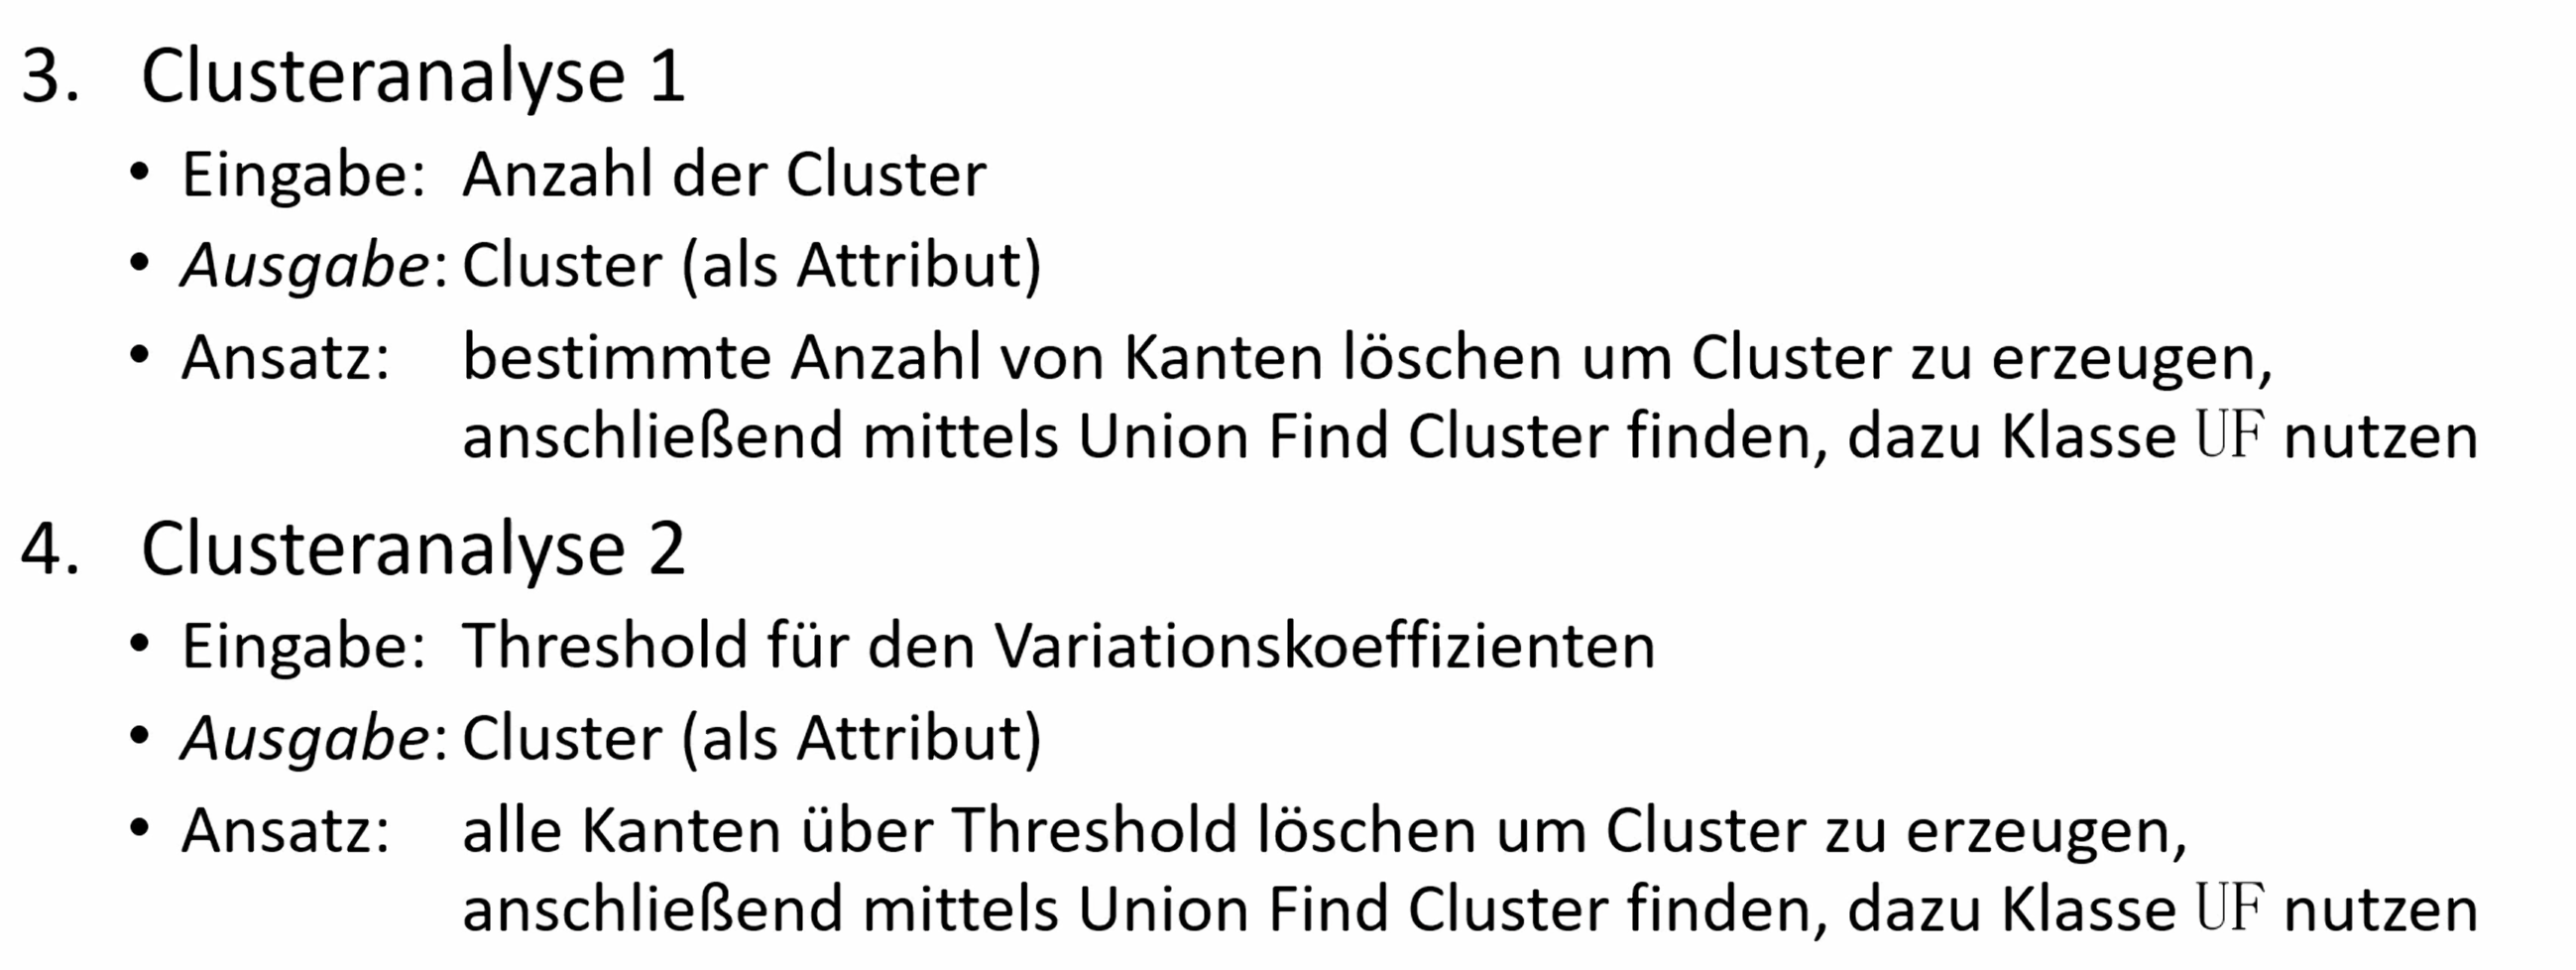 3. Clusteranalyse 1
• Eingabe: Anzahl der Cluster
• Ausgabe: Cluster (als Attribut)
• Ansatz: bestimmte Anzahl von Kanten löschen um Cluster zu erzeugen,
anschließend mittels Union Find Cluster finden, dazu Klasse UF nutzen
4. Clusteranalyse 2
• Eingabe: Threshold für den Variationskoeffizienten
• Ausgabe: Cluster (als Attribut)
• Ansatz: alle Kanten über Threshold löschen um Cluster zu erzeugen,
anschließend mittels Union Find Cluster finden, dazu Klasse UF nutzen